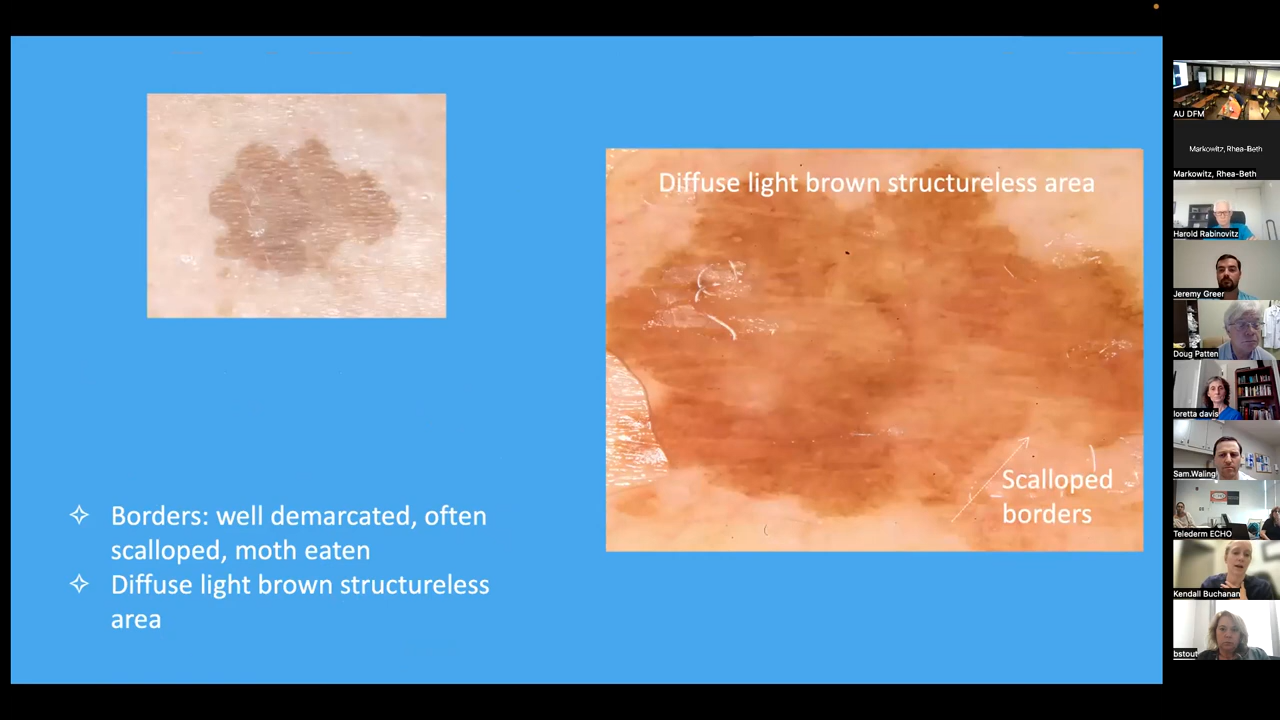 Diffuse light brown structureless area
Scalloped
borders
✧ Borders: well demarcated, often
scalloped, moth eaten
✧ Diffuse light brown structureless
area
AU DFM
Markowitz, Rhea-Beth
Markowitz, Rhea-Beth
Harold Rabinovitz
Jeremy Greer
Doug Patten
loretta davis
Sam.Waling
Telederm ECHO
Kendall Buchanan
bstout